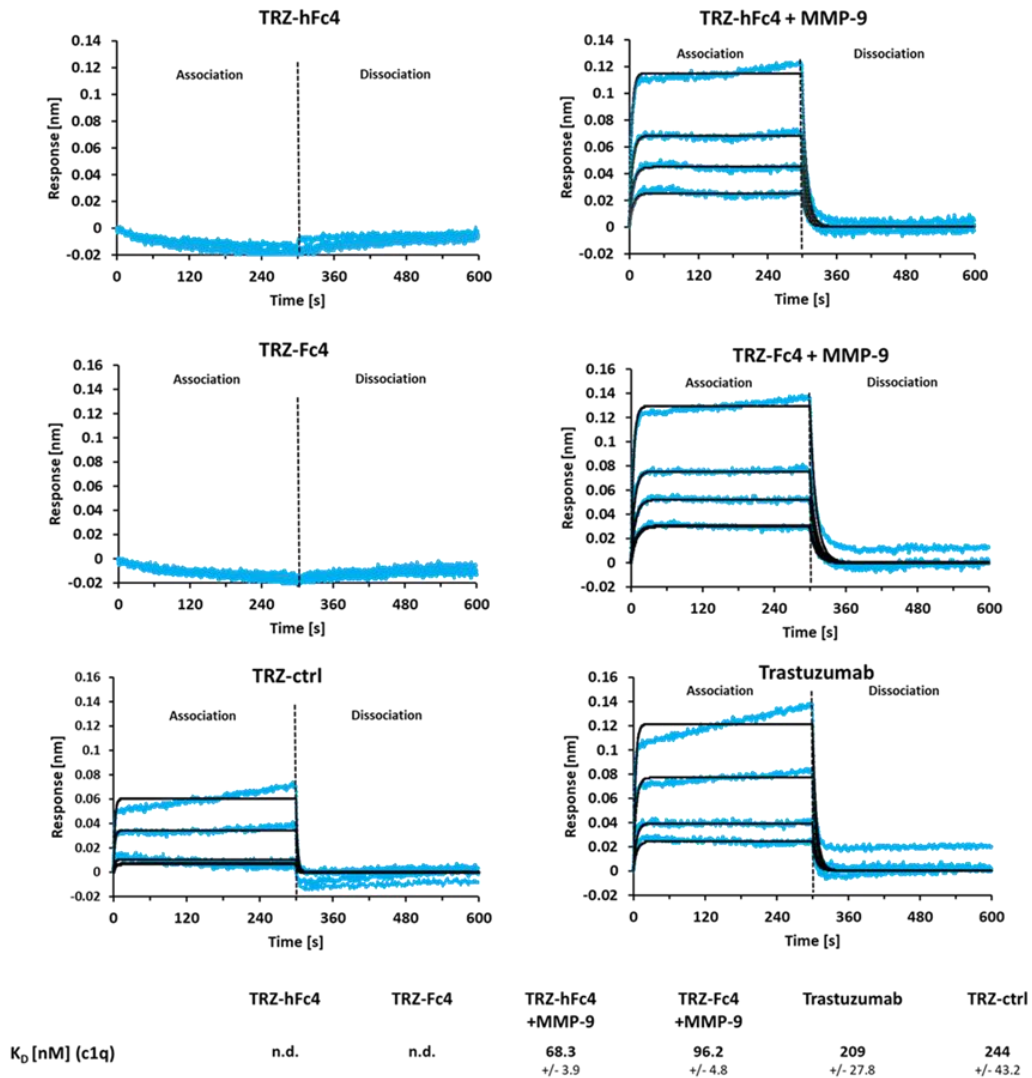 TRZ-hFc4
0.14
0.12
0.1
0.08
0.06
0.04
0.02
0
-0.02
Response [nm]
Association
Dissociation
0 120 240 360 480 600
Time [s]
TRZ-hFc4 + MMP-9
0.14
0.12
0.1
0.08
0.06
0.04
0.02
0
-0.02
Response [nm]
Association
Dissociation
0 120 240 360 480 600
Time [s]
TRZ-Fc4
0.16
0.14
0.12
0.1
0.08
0.06
0.04
0.02
0
-0.02
Response [nm]
Association
Dissociation
0 120 240 360 480 600
Time [s]
TRZ-Fc4 + MMP-9
0.16
0.14
0.12
0.1
0.08
0.06
0.04
0.02
0
-0.02
Response [nm]
Association
Dissociation
0 120 240 360 480 600
Time [s]
TRZ-ctrl
0.16
0.14
0.12
0.1
0.08
0.06
0.04
0.02
0
-0.02
Response [nm]
Association
Dissociation
0 120 240 360 480 600
Time [s]
Trastuzumab
0.16
0.14
0.12
0.1
0.08
0.06
0.04
0.02
0
-0.02
Response [nm]
Association
Dissociation
0 120 240 360 480 600
Time [s]
TRZ-hFc4 TRZ-Fc4 TRZ-hFc4 TRZ-Fc4 Trastuzumab TRZ-ctrl
+MMP-9 +MMP-9
K_D [nM] (c1q) n.d. n.d. 68.3 96.2 209 244
+/- 3.9 +/- 4.8 +/- 27.8 +/- 43.2